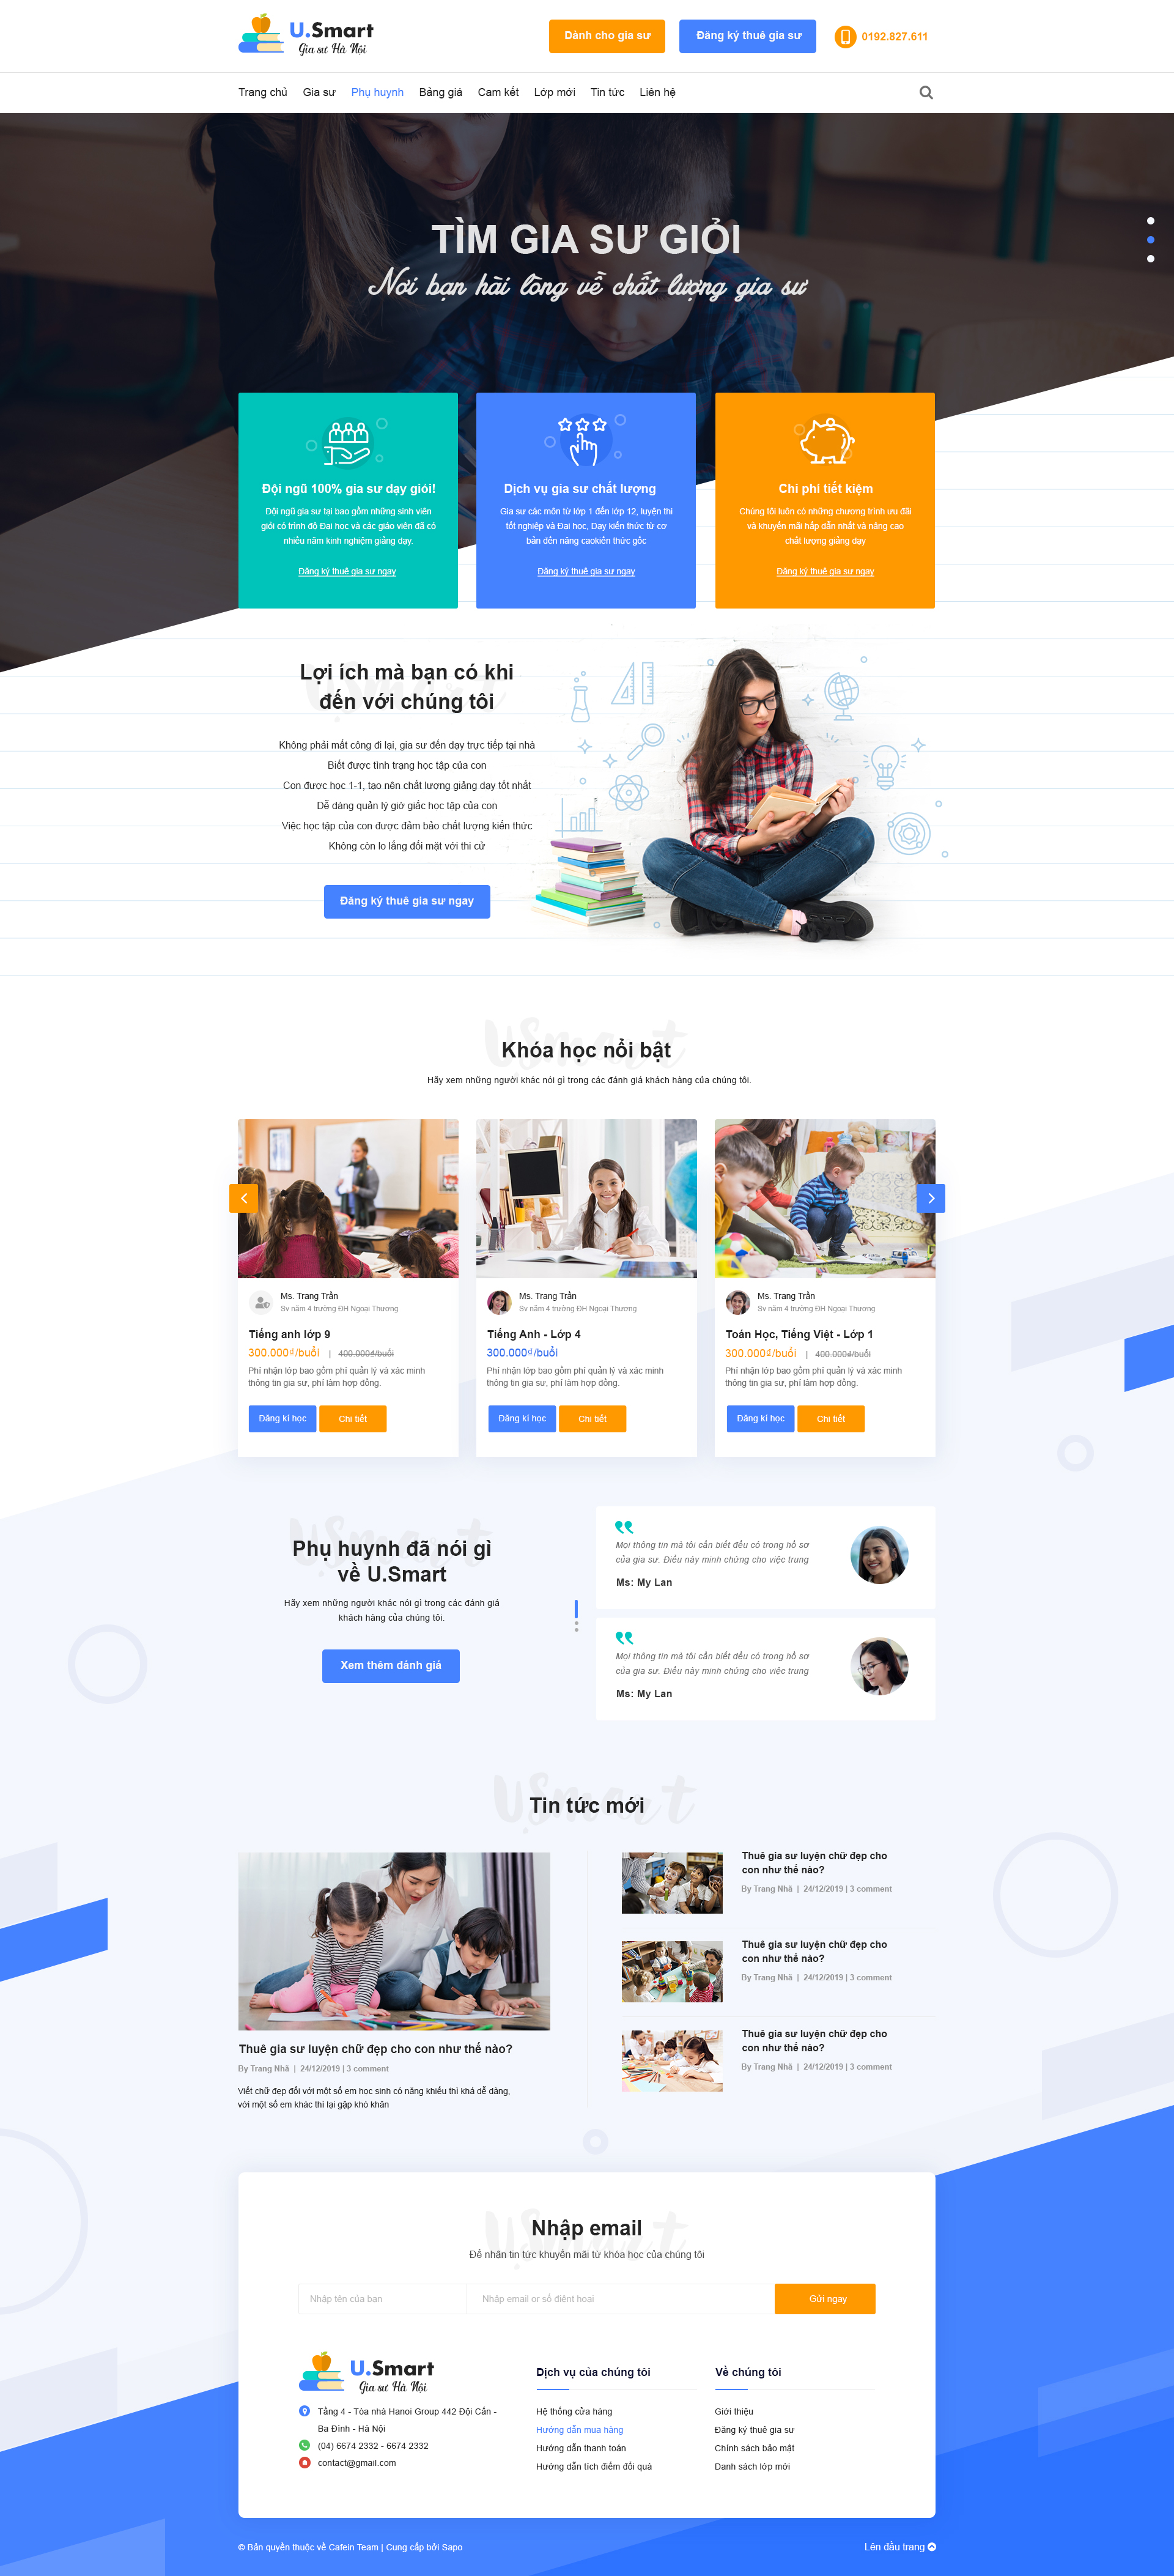 U.Smart
Gia sư Hà Nội
Dành cho gia sư
Đăng ký thuê gia sư
0192.827.611
Trang chủ
Gia sư
Phụ huynh
Bảng giá
Cam kết
Lớp mới
Tin tức
Liên hệ
TÌM GIA SƯ GIỎI
Nơi bạn hài lòng về chất lượng gia sư
Đội ngũ 100% gia sư dạy giỏi!
Đội ngũ gia sư tại bao gồm những sinh viên
giỏi có trình độ Đại học và các giáo viên đã có
nhiều năm kinh nghiệm giảng dạy.
Đăng ký thuê gia sư ngay
Dịch vụ gia sư chất lượng
Gia sư các môn từ lớp 1 đến lớp 12, luyện thi
tốt nghiệp và Đại học, Dạy kiến thức từ cơ
bản đến nâng caokiến thức gốc
Đăng ký thuê gia sư ngay
Chi phí tiết kiệm
Chúng tôi luôn có những chương trình ưu đãi
và khuyến mãi hấp dẫn nhất và nâng cao
chất lượng giảng dạy
Đăng ký thuê gia sư ngay
Lợi ích mà bạn có khi
đến với chúng tôi
Không phải mất công đi lại, gia sư đến dạy trực tiếp tại nhà
Biết được tình trạng học tập của con
Con được học 1-1, tạo nên chất lượng giảng dạy tốt nhất
Dễ dàng quản lý giờ giấc học tập của con
Việc học tập của con được đảm bảo chất lượng kiến thức
Không còn lo lắng đối mặt với thi cử
Đăng ký thuê gia sư ngay
USmart
Khóa học nổi bật
Hãy xem những người khác nói gì trong các đánh giá khách hàng của chúng tôi.
Ms. Trang Trần
Sv năm 4 trường ĐH Ngoại Thương
Tiếng anh lớp 9
300.000₫/buổi | 400.000₫/buổi
Phí nhận lớp bao gồm phí quản lý và xác minh
thông tin gia sư, phí làm hợp đồng.
Đăng kí học
Chi tiết
Ms. Trang Trần
Sv năm 4 trường ĐH Ngoại Thương
Tiếng Anh - Lớp 4
300.000₫/buổi
Phí nhận lớp bao gồm phí quản lý và xác minh
thông tin gia sư, phí làm hợp đồng.
Đăng kí học
Chi tiết
Ms. Trang Trần
Sv năm 4 trường ĐH Ngoại Thương
Toán Học, Tiếng Việt - Lớp 1
300.000₫/buổi | 400.000₫/buổi
Phí nhận lớp bao gồm phí quản lý và xác minh
thông tin gia sư, phí làm hợp đồng.
Đăng kí học
Chi tiết
USmart
Phụ huynh đã nói gì
về U.Smart
Hãy xem những người khác nói gì trong các đánh giá
khách hàng của chúng tôi.
Xem thêm đánh giá
Mọi thông tin mà tôi cần biết đều có trong hồ sơ
của gia sư. Điều này minh chứng cho việc trung
Ms: My Lan
Mọi thông tin mà tôi cần biết đều có trong hồ sơ
của gia sư. Điều này minh chứng cho việc trung
Ms: My Lan
USmart
Tin tức mới
Thuê gia sư luyện chữ đẹp cho con như thế nào?
By Trang Nhã | 24/12/2019 | 3 comment
Viết chữ đẹp đối với một số em học sinh có năng khiếu thì khá dễ dàng,
với một số em khác thì lại gặp khó khăn
Thuê gia sư luyện chữ đẹp cho
con như thế nào?
By Trang Nhã | 24/12/2019 | 3 comment
Thuê gia sư luyện chữ đẹp cho
con như thế nào?
By Trang Nhã | 24/12/2019 | 3 comment
Thuê gia sư luyện chữ đẹp cho
con như thế nào?
By Trang Nhã | 24/12/2019 | 3 comment
USmart
Nhập email
Để nhận tin tức khuyến mãi từ khóa học của chúng tôi
Nhập tên của bạn
Nhập email or số điệnt hoại
Gửi ngay
U.Smart
Gia sư Hà Nội
Tầng 4 - Tòa nhà Hanoi Group 442 Đội Cấn -
Ba Đình - Hà Nội
(04) 6674 2332 - 6674 2332
contact@gmail.com
Dịch vụ của chúng tôi
Hệ thống cửa hàng
Hướng dẫn mua hàng
Hướng dẫn thanh toán
Hướng dẫn tích điểm đổi quà
Về chúng tôi
Giới thiệu
Đăng ký thuê gia sư
Chính sách bảo mật
Danh sách lớp mới
© Bản quyền thuộc về Cafein Team | Cung cấp bởi Sapo
Lên đầu trang